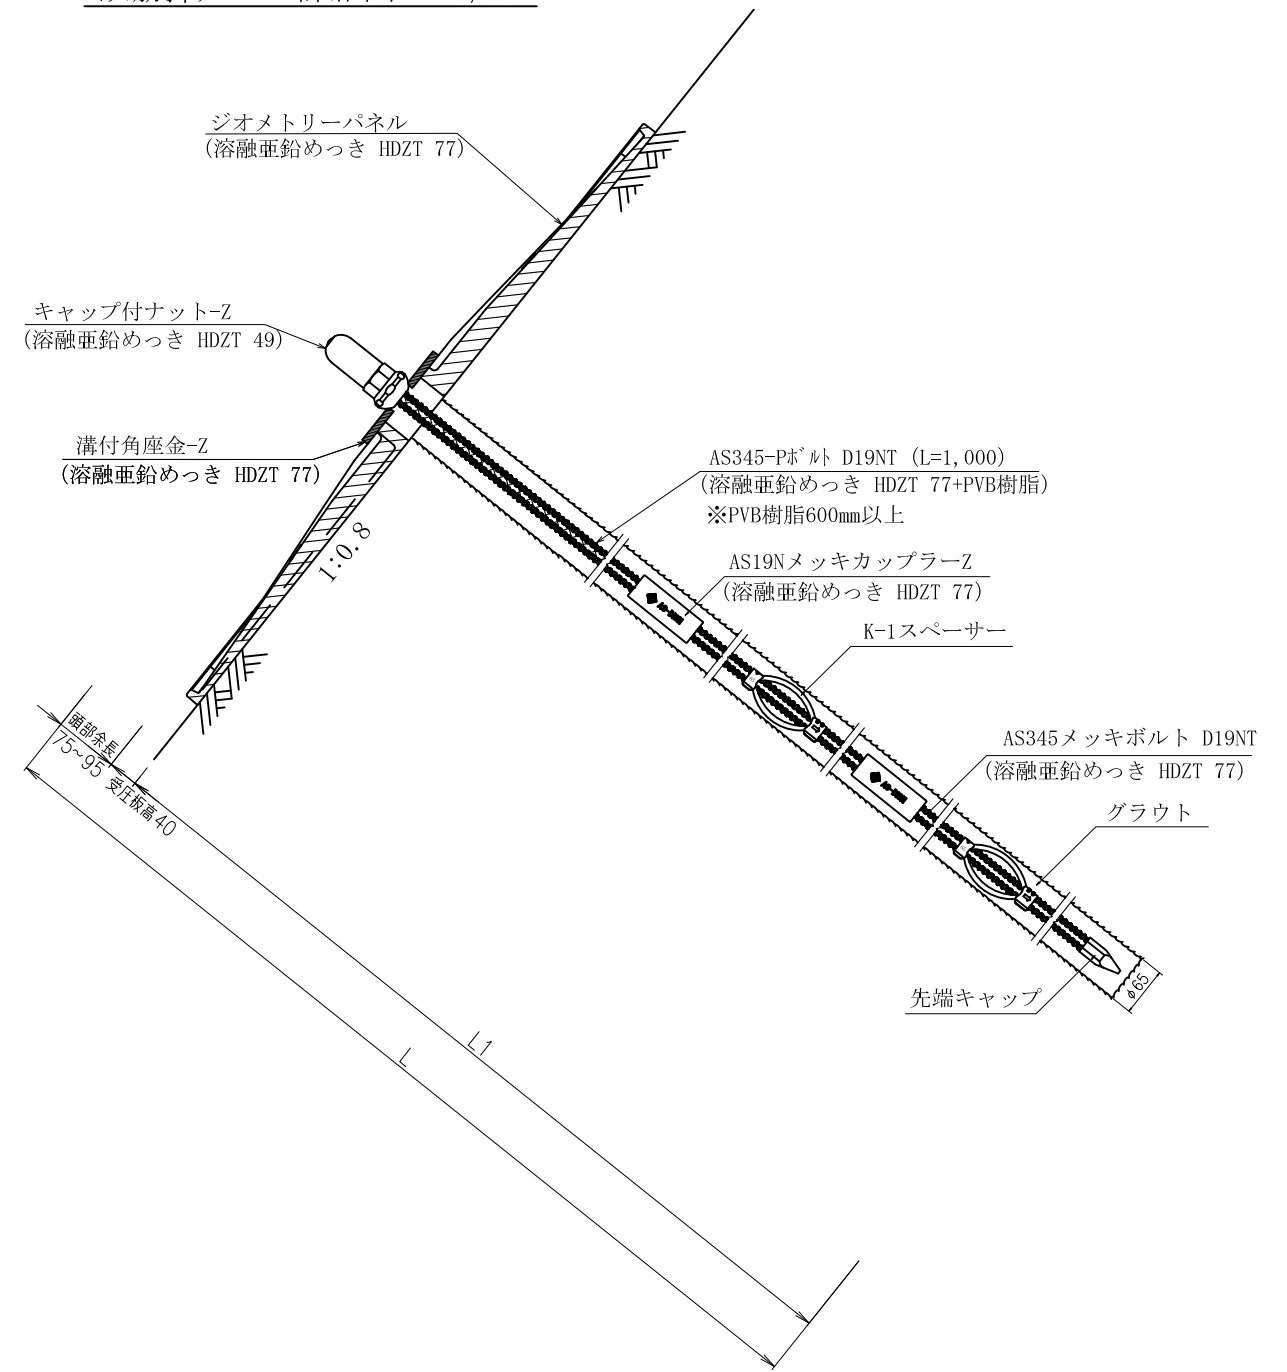 ジオメトリーパネル
(溶融亜鉛めっき HDZT 77)
キャップ付ナット-Z
(溶融亜鉛めっき HDZT 49)
溝付角座金-Z
(溶融亜鉛めっき HDZT 77)
1:0.8
AS345-Pボルト D19NT (L=1,000)
(溶融亜鉛めっき HDZT 77+PVB樹脂)
※PVB樹脂600mm以上
AS19NメッキカップラーZ
(溶融亜鉛めっき HDZT 77)
K-1スペーサー
AS345メッキボルト D19NT
(溶融亜鉛めっき HDZT 77)
グラウト
先端キャップ
φ65
頭部余長
75~95
受圧板高40
L1
L